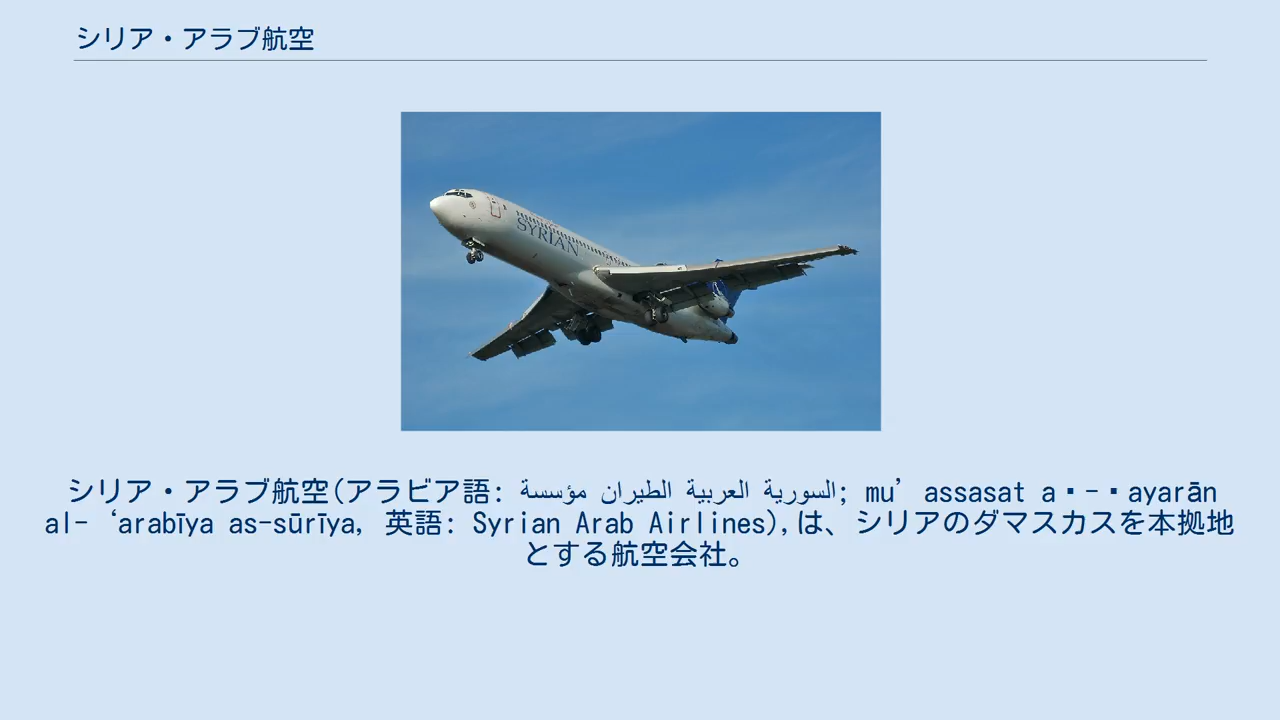 シリア・アラブ航空
SYRIAN
シリア・アラブ航空(アラビア語: مؤسسة الطيران العربية السورية; mu’assasat a▪-▪ayarān
al-‘arabīya as-sūrīya, 英語: Syrian Arab Airlines),は、シリアのダマスカスを本拠地
とする航空会社。